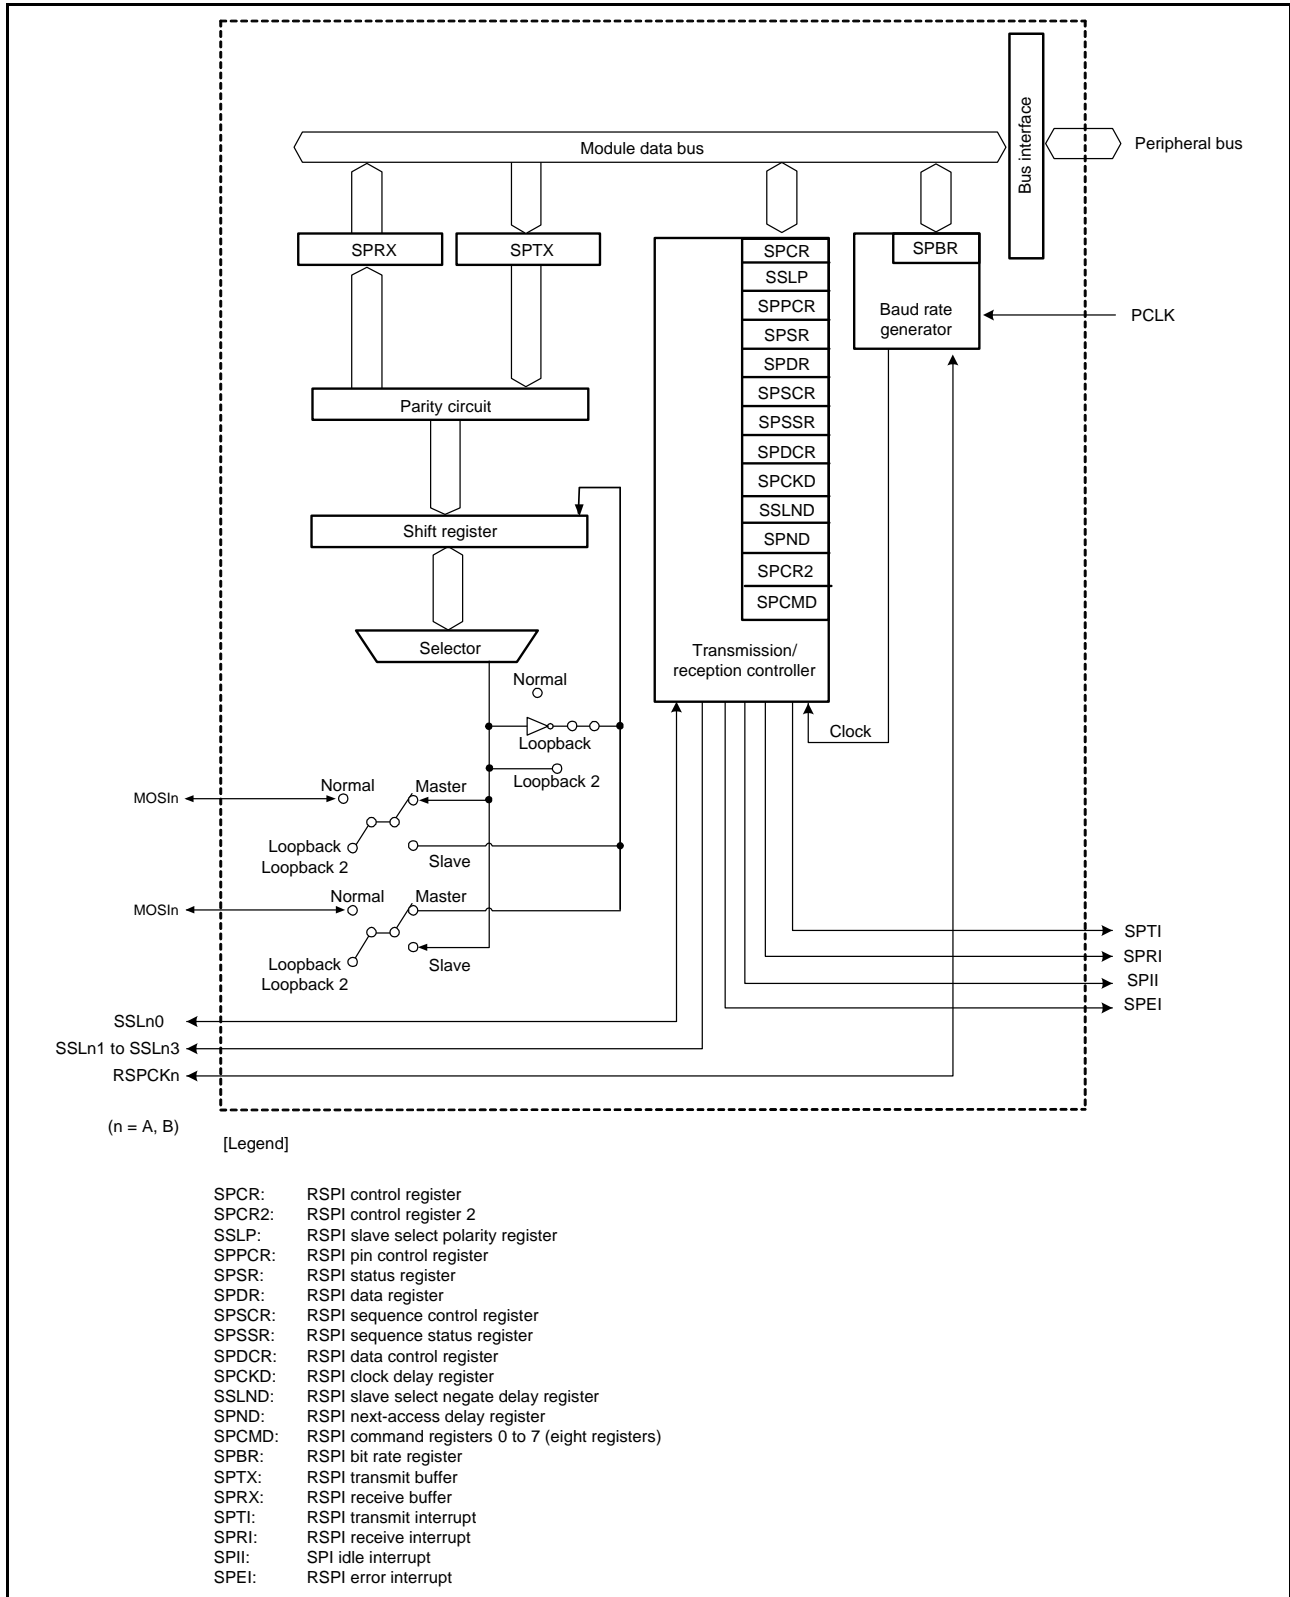 Bus interface
Module data bus
Peripheral bus
SPRX
SPTX
SPCR
SPBR
SSLP
SPPCR
Baud rate
generator
PCLK
SPSR
SPDR
SPSCR
SPSSR
SPDCR
SPCKD
SSLND
SPND
SPCR2
SPCMD
Parity circuit
Shift register
Selector
Transmission/
reception controller
Normal
Clock
Loopback
Loopback 2
MOSIn
Normal
Master
Loopback
Loopback 2
Slave
MOSIn
Normal
Master
Loopback
Loopback 2
Slave
SPTI
SPRI
SPII
SPEI
SSLn0
SSLn1 to SSLn3
RSPCKn
(n = A, B)
[Legend]
SPCR: RSPI control register
SPCR2: RSPI control register 2
SSLP: RSPI slave select polarity register
SPPCR: RSPI pin control register
SPSR: RSPI status register
SPDR: RSPI data register
SPSCR: RSPI sequence control register
SPSSR: RSPI sequence status register
SPDCR: RSPI data control register
SPCKD: RSPI clock delay register
SSLND: RSPI slave select negate delay register
SPND: RSPI next-access delay register
SPCMD: RSPI command registers 0 to 7 (eight registers)
SPBR: RSPI bit rate register
SPTX: RSPI transmit buffer
SPRX: RSPI receive buffer
SPTI: RSPI transmit interrupt
SPRI: RSPI receive interrupt
SPII: SPI idle interrupt
SPEI: RSPI error interrupt